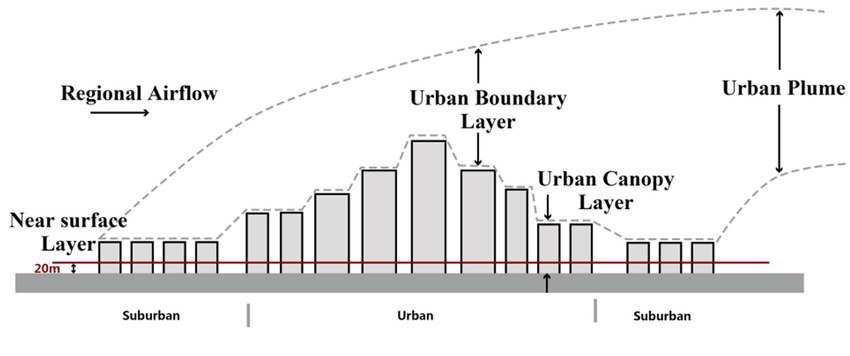 Regional Airflow
Urban Boundary
Layer
Urban Plume
Urban Canopy
Layer
Near surface
Layer
20m
Suburban
Urban
Suburban